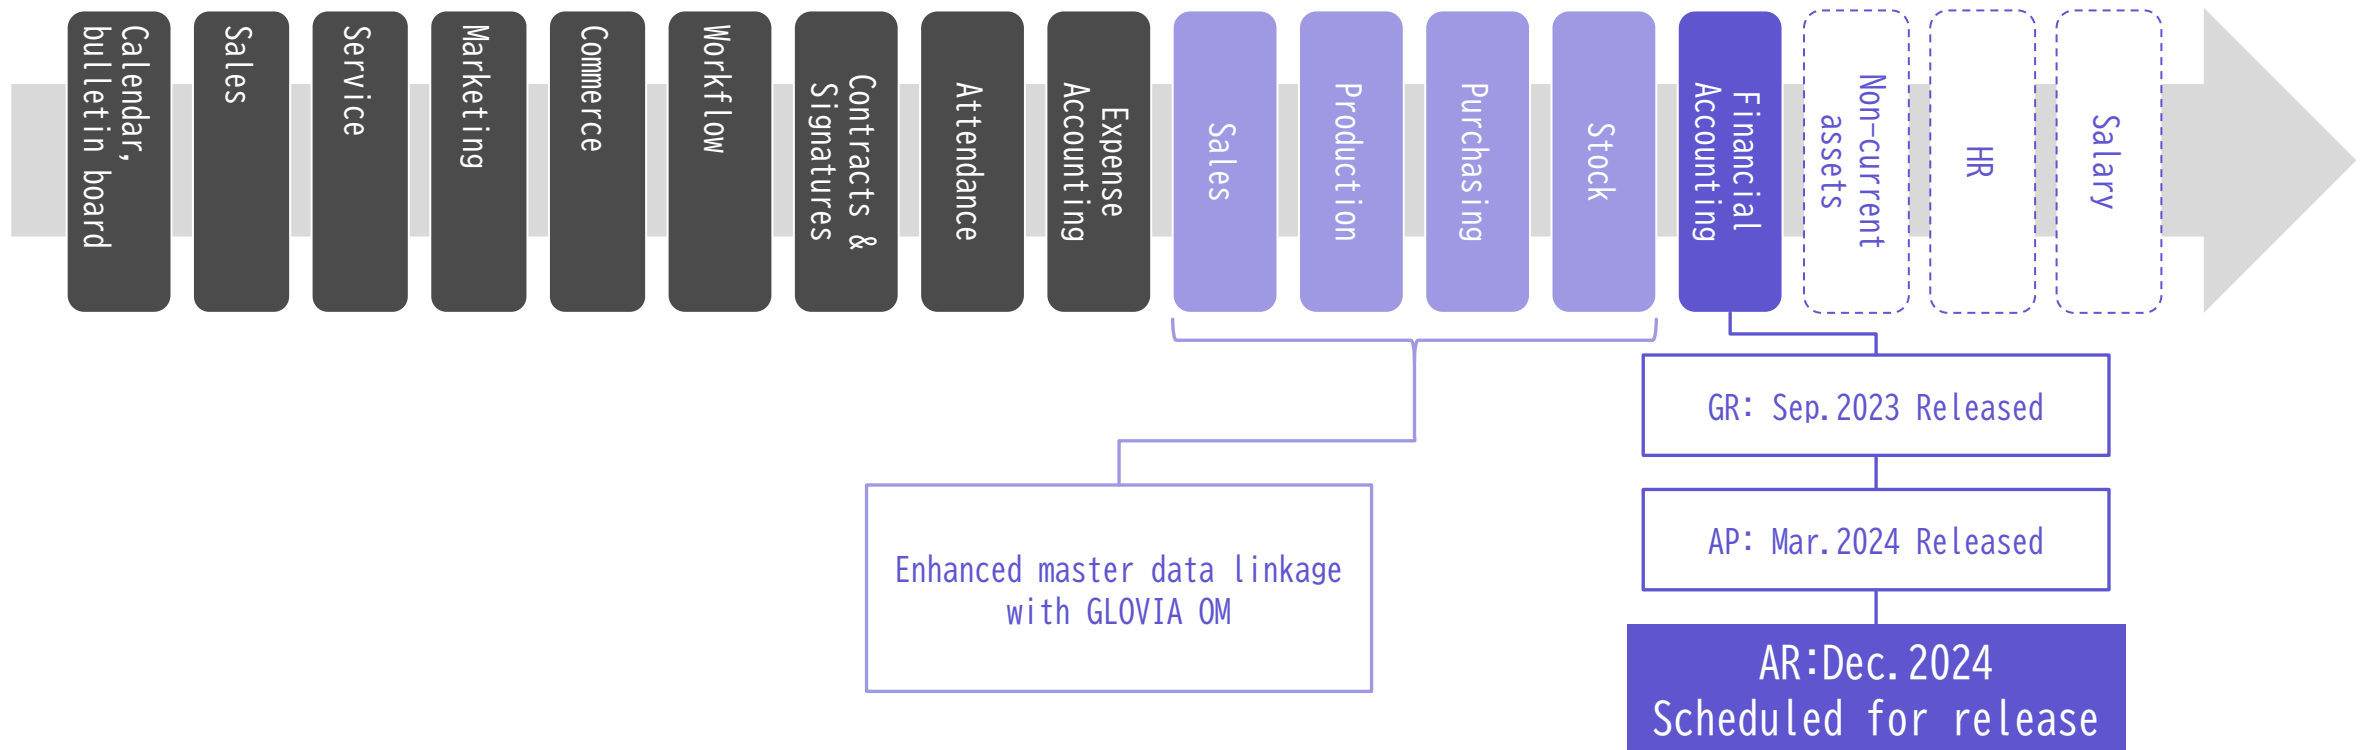 Calendar,
bulletin board
Sales
Service
Marketing
Commerce
Workflow
Contracts &
Signatures
Attendance
Expense
Accounting
Sales
Production
Purchasing
Stock
Financial
Accounting
Non-current
assets
HR
Salary
GR: Sep.2023 Released
AP: Mar.2024 Released
Enhanced master data linkage
with GLOVIA OM
AR:Dec.2024
Scheduled for release